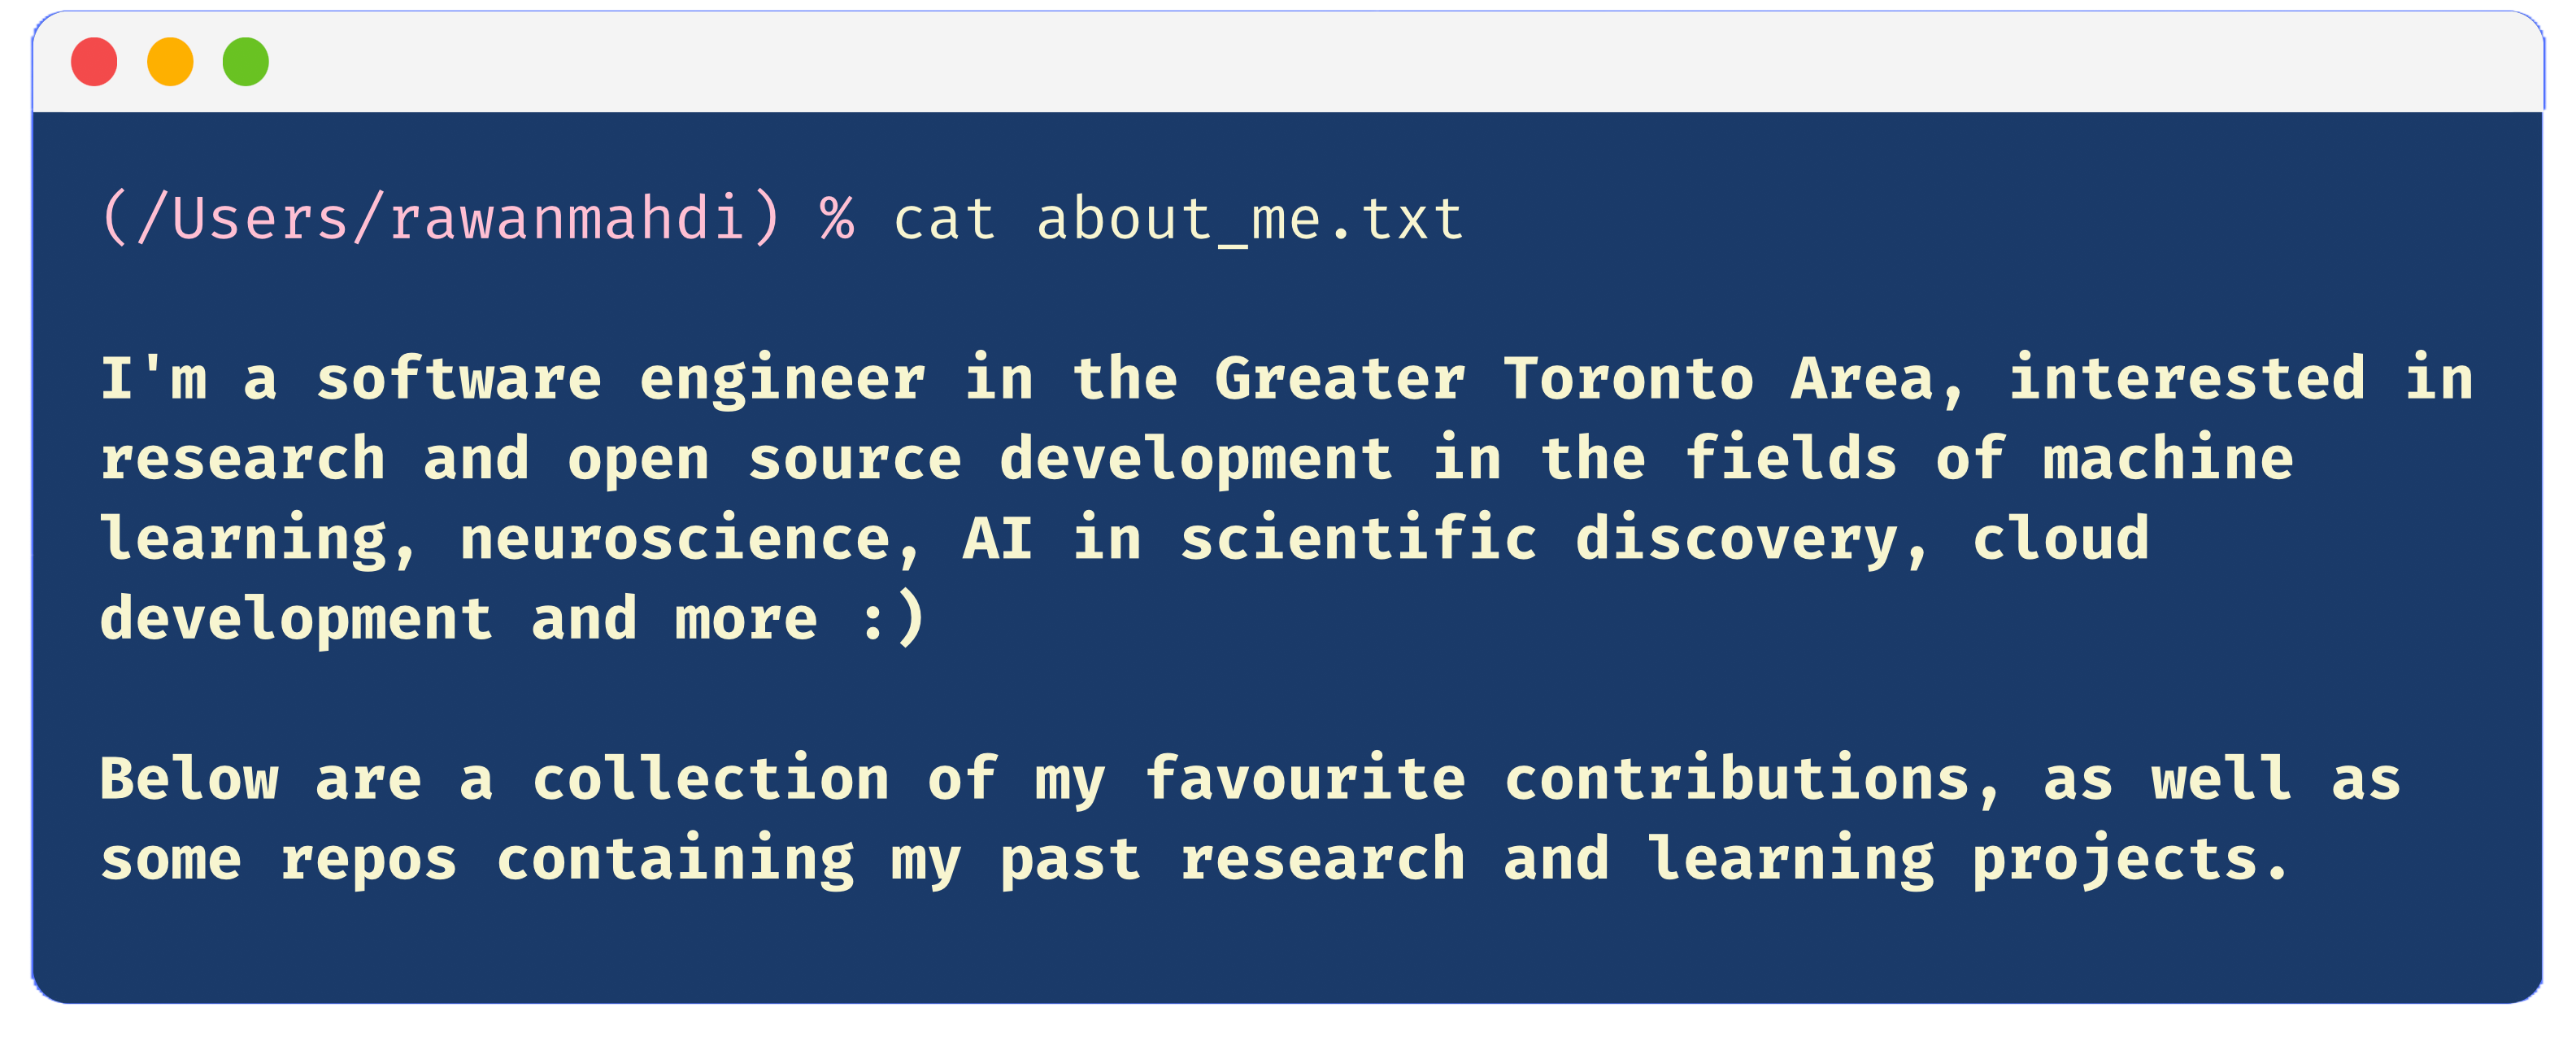 (/Users/rawanmahdi) % cat about_me.txt
I'm a software engineer in the Greater Toronto Area, interested in
research and open source development in the fields of machine
learning, neuroscience, AI in scientific discovery, cloud
development and more :)
Below are a collection of my favourite contributions, as well as
some repos containing my past research and learning projects.